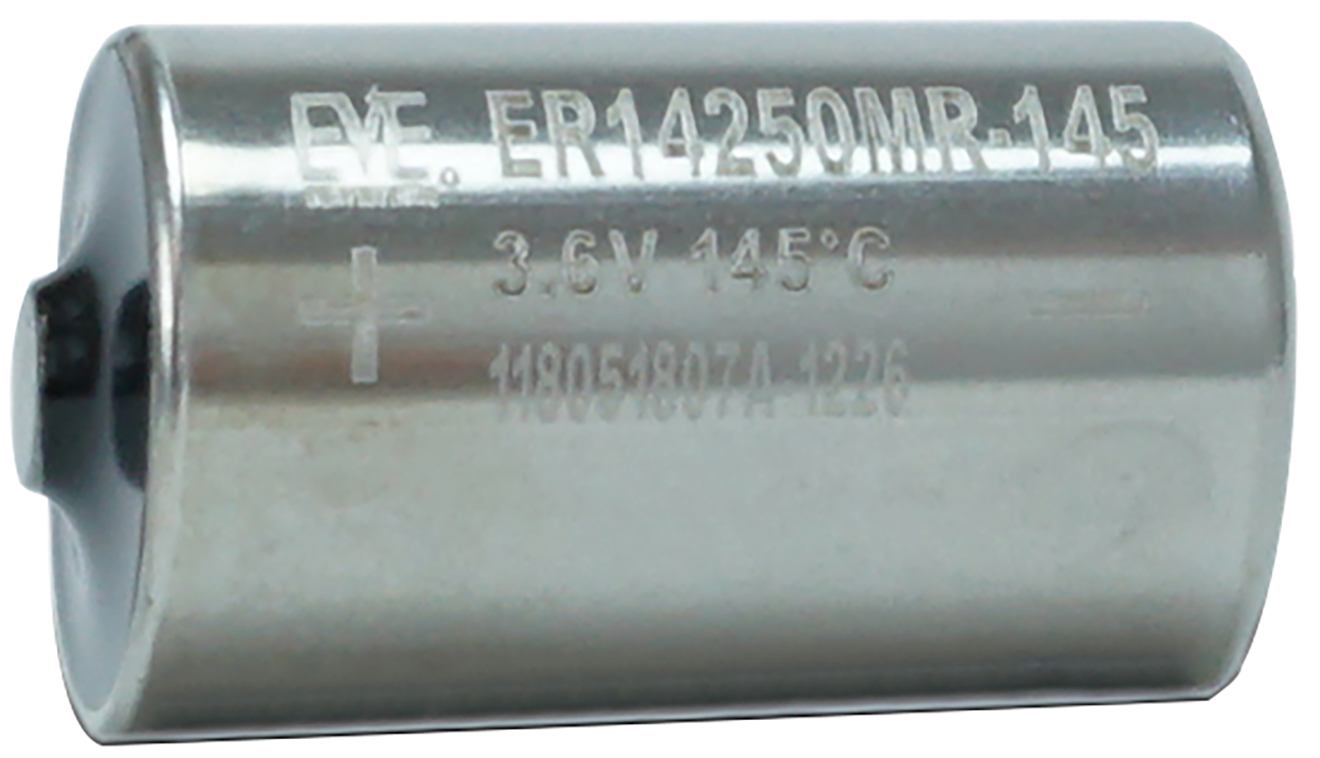 EVE. ER14250MR-145
+ 3.6V 145°C -
118051807A 1226